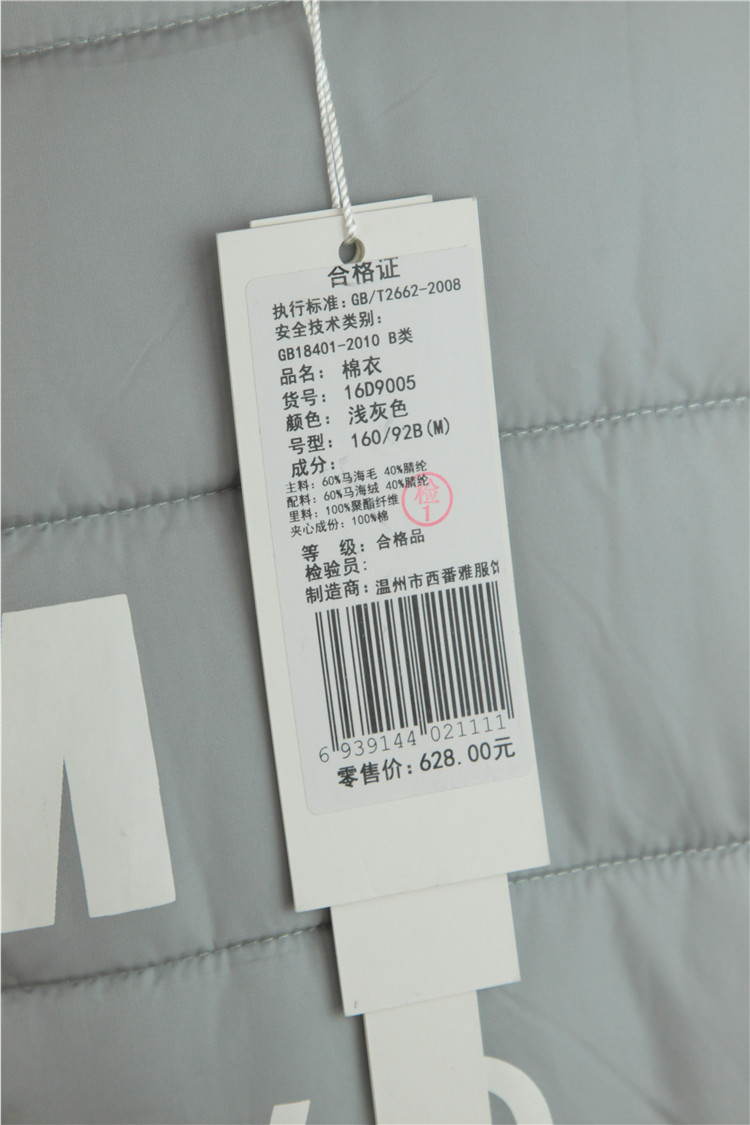 合格证
执行标准：GB/T2662-2008
安全技术类别：
GB18401-2010 B类
品名： 棉衣
货号： 16D9005
颜色： 浅灰色
号型： 160/92B(M)
成分：
主料：60%马海毛 40%腈纶
配料：60%马海绒 40%腈纶
里料：100%聚酯纤维
夹心成份：100%棉
检
1
等 级：合格品
检验员：
制造商：温州市西番雅服饰
6 939144 021111
零售价：628.00元
M